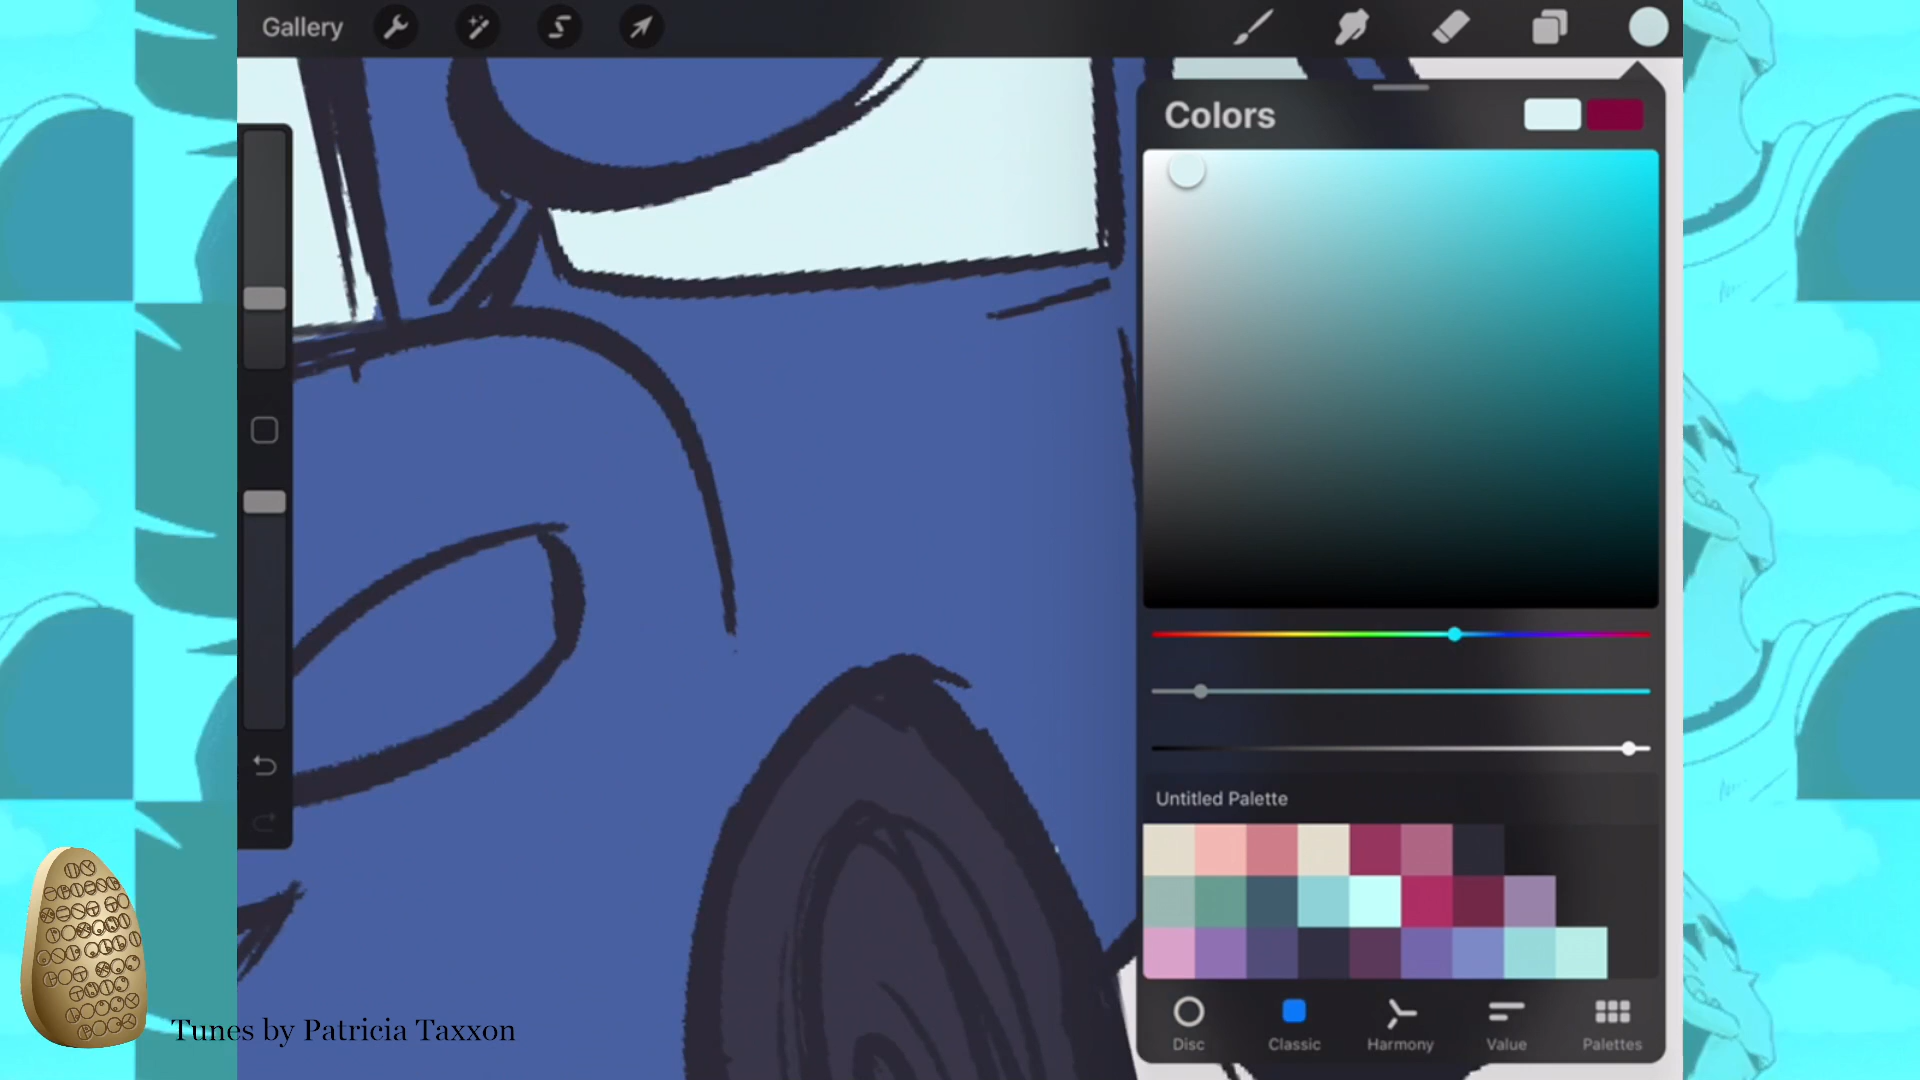 Gallery
Colors
Untitled Palette
Disc
Classic
Harmony
Value
Palettes
Tunes by Patricia Taxxon